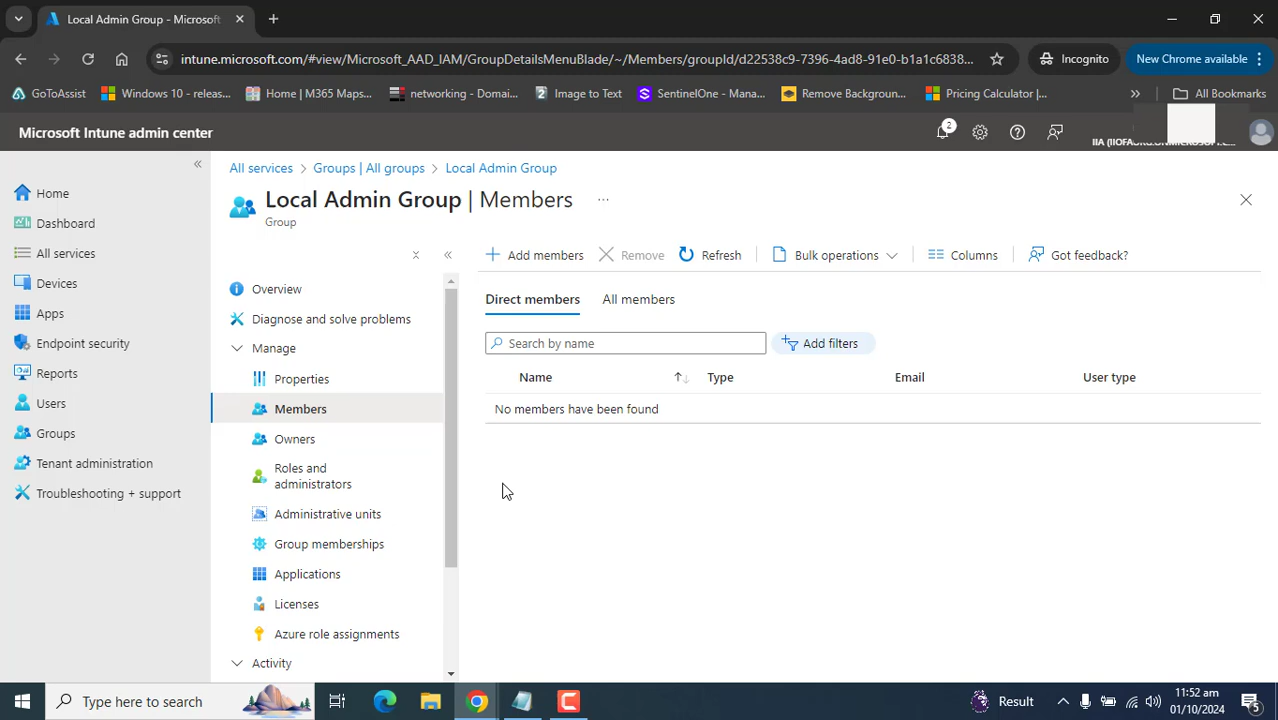 Local Admin Group - Microsoft
intune.microsoft.com/#view/Microsoft_AAD_IAM/GroupDetailsMenuBlade/~/Members/groupId/d22538c9-7396-4ad8-91e0-b1a1c6838...
Incognito
New Chrome available
GoToAssist
Windows 10 - releas...
Home | M365 Maps...
networking - Domai...
Image to Text
SentinelOne - Mana...
Remove Backgroun...
Pricing Calculator |...
All Bookmarks
Microsoft Intune admin center
2
Home
Dashboard
All services
Devices
Apps
Endpoint security
Reports
Users
Groups
Tenant administration
Troubleshooting + support
All services > Groups | All groups > Local Admin Group
Local Admin Group | Members
Group
Overview
Diagnose and solve problems
Manage
Properties
Members
Owners
Roles and
administrators
Administrative units
Group memberships
Applications
Licenses
Azure role assignments
Activity
Add members
Remove
Refresh
Bulk operations
Columns
Got feedback?
Direct members
All members
Search by name
Add filters
Name
Type
Email
User type
No members have been found
Type here to search
Result
11:52 am
01/10/2024
5